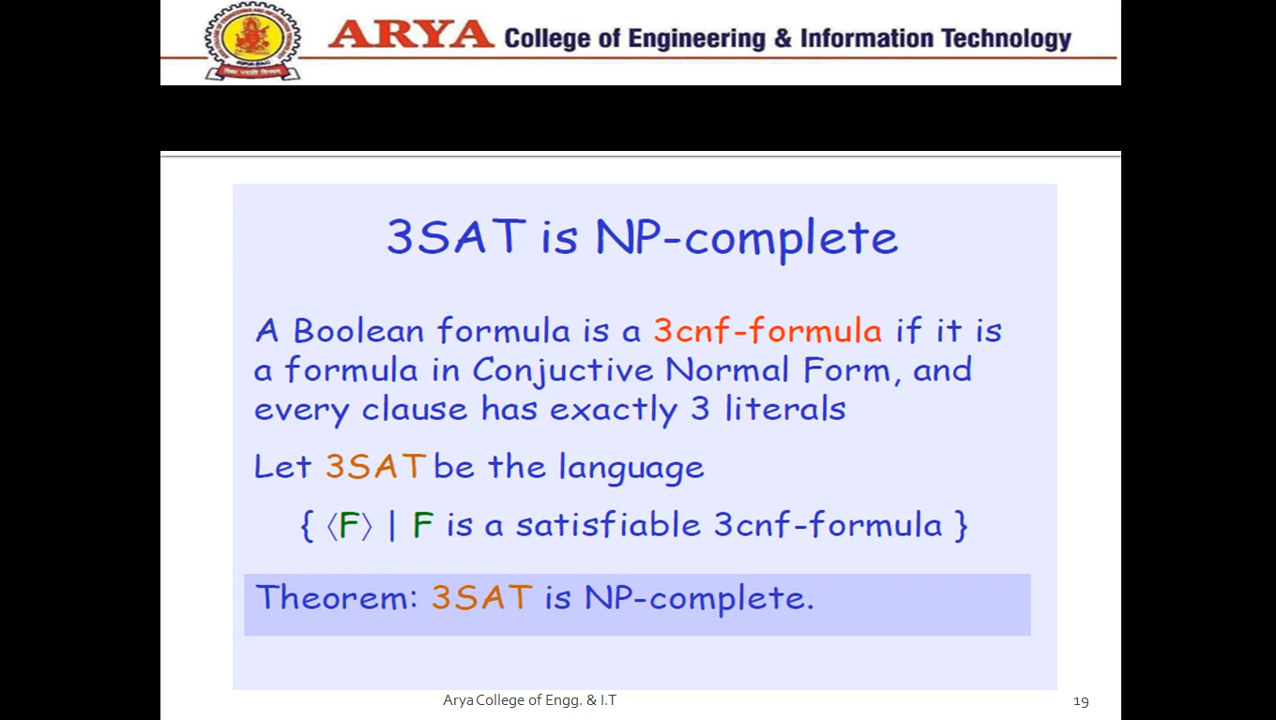 ARYA College of Engineering & Information Technology
3SAT is NP-complete
A Boolean formula is a 3cnf-formula if it is
a formula in Conjuctive Normal Form, and
every clause has exactly 3 literals
Let 3SAT be the language
{ ⟨F⟩ | F is a satisfiable 3cnf-formula }
Theorem: 3SAT is NP-complete.
Arya College of Engg. & I.T
19